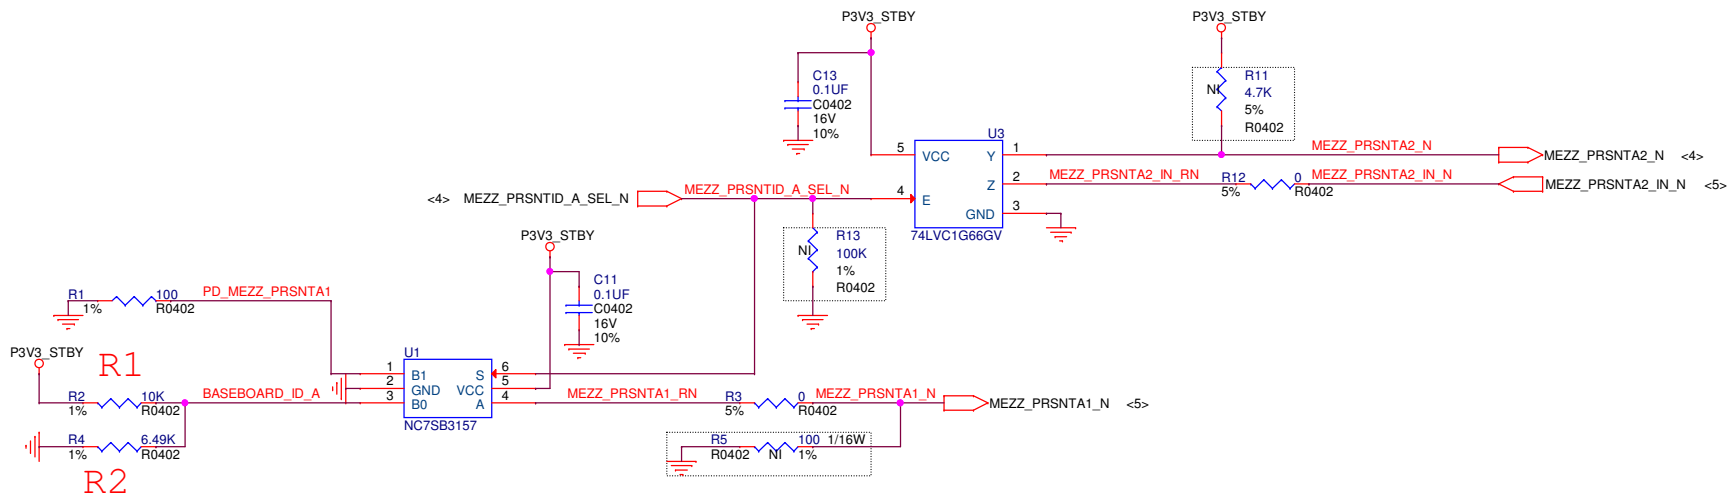 P3V3_STBY
P3V3_STBY
C13
0.1UF
C0402
16V
10%
NI
R11
4.7K
5%
R0402
U3
5 VCC Y 1
MEZZ_PRSNTA2_N
MEZZ_PRSNTA2_N <4>
Z 2
MEZZ_PRSNTA2_IN_RN
R12 0
5% R0402
MEZZ_PRSNTA2_IN_N
MEZZ_PRSNTA2_IN_N <5>
<4> MEZZ_PRSNTID_A_SEL_N
MEZZ_PRSNTID_A_SEL_N
4 E
GND 3
74LVC1G66GV
P3V3_STBY
NI
R13
100K
1%
R0402
C11
0.1UF
C0402
16V
10%
R1 100
1% R0402
PD_MEZZ_PRSNTA1
P3V3_STBY
R1
U1
1 B1 S 6
2 GND VCC 5
3 B0 A 4
NC7SB3157
R2 10K
1% R0402
BASEBOARD_ID_A
MEZZ_PRSNTA1_RN
R3 0
5% R0402
MEZZ_PRSNTA1_N
MEZZ_PRSNTA1_N <5>
R4 6.49K
1% R0402
R5 100 1/16W
R0402 NI 1%
R2